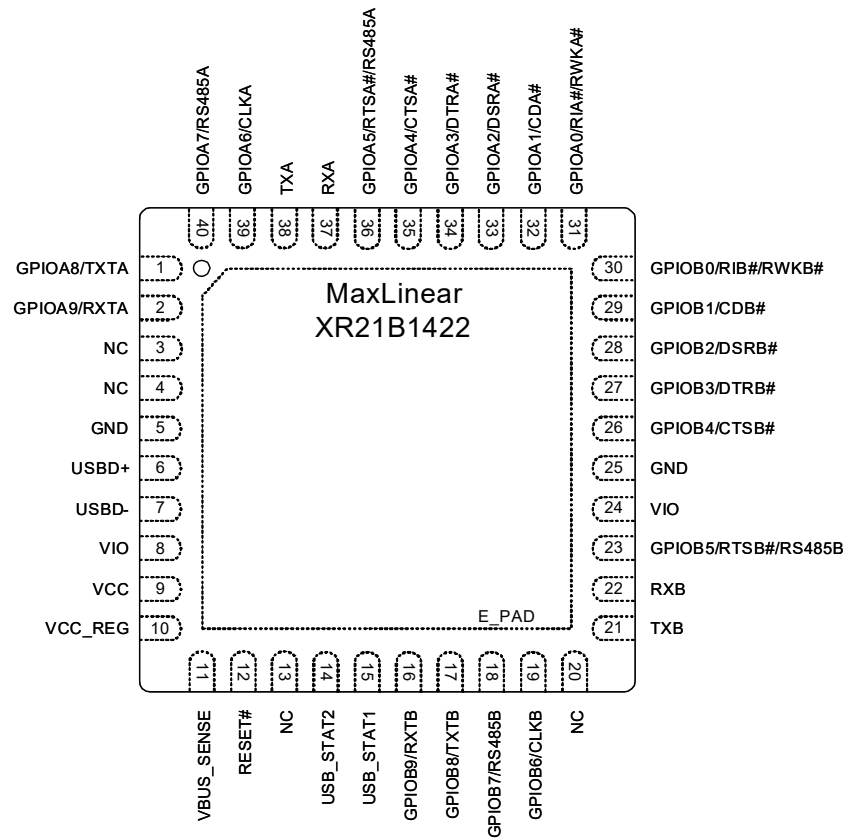 GPIOA7/RS485A
GPIOA6/CLKA
TXA
RXA
GPIOA5/RTSA#/RS485A
GPIOA4/CTSA#
GPIOA3/DTRA#
GPIOA2/DSRA#
GPIOA1/CDA#
GPIOA0/RIA#/RWKA#
40
39
38
37
36
35
34
33
32
31
GPIOA8/TXTA 1
GPIOA9/RXTA 2
NC 3
NC 4
GND 5
USBD+ 6
USBD- 7
VIO 8
VCC 9
VCC_REG 10
MaxLinear
XR21B1422
E_PAD
30 GPIOB0/RIB#/RWKB#
29 GPIOB1/CDB#
28 GPIOB2/DSRB#
27 GPIOB3/DTRB#
26 GPIOB4/CTSB#
25 GND
24 VIO
23 GPIOB5/RTSB#/RS485B
22 RXB
21 TXB
11
12
13
14
15
16
17
18
19
20
VBUS_SENSE
RESET#
NC
USB_STAT2
USB_STAT1
GPIOB9/RXTB
GPIOB8/TXTB
GPIOB7/RS485B
GPIOB6/CLKB
NC